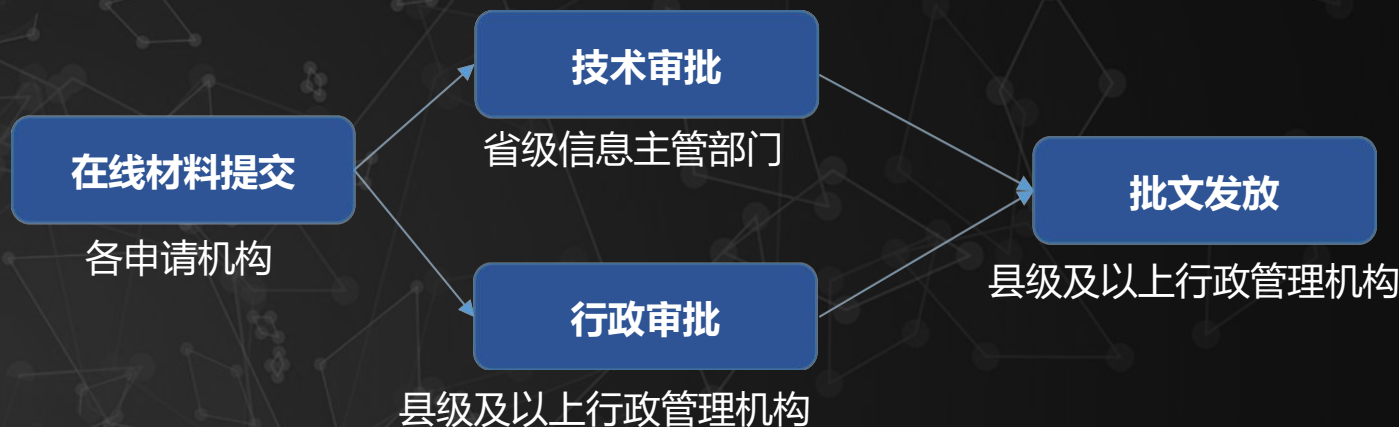 技术审批
省级信息主管部门
在线材料提交
各申请机构
批文发放
县级及以上行政管理机构
行政审批
县级及以上行政管理机构